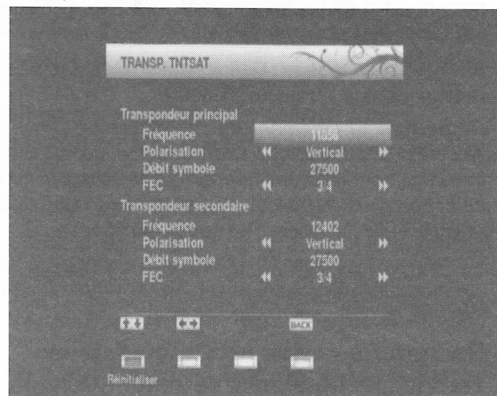 TRANSP. TNTSAT
Transpondeur principal
Fréquence 11856
Polarisation Vertical
Débit symbole 27500
FEC 3/4
Transpondeur secondaire
Fréquence 12402
Polarisation Vertical
Débit symbole 27500
FEC 3/4
BACK
Réinitialiser